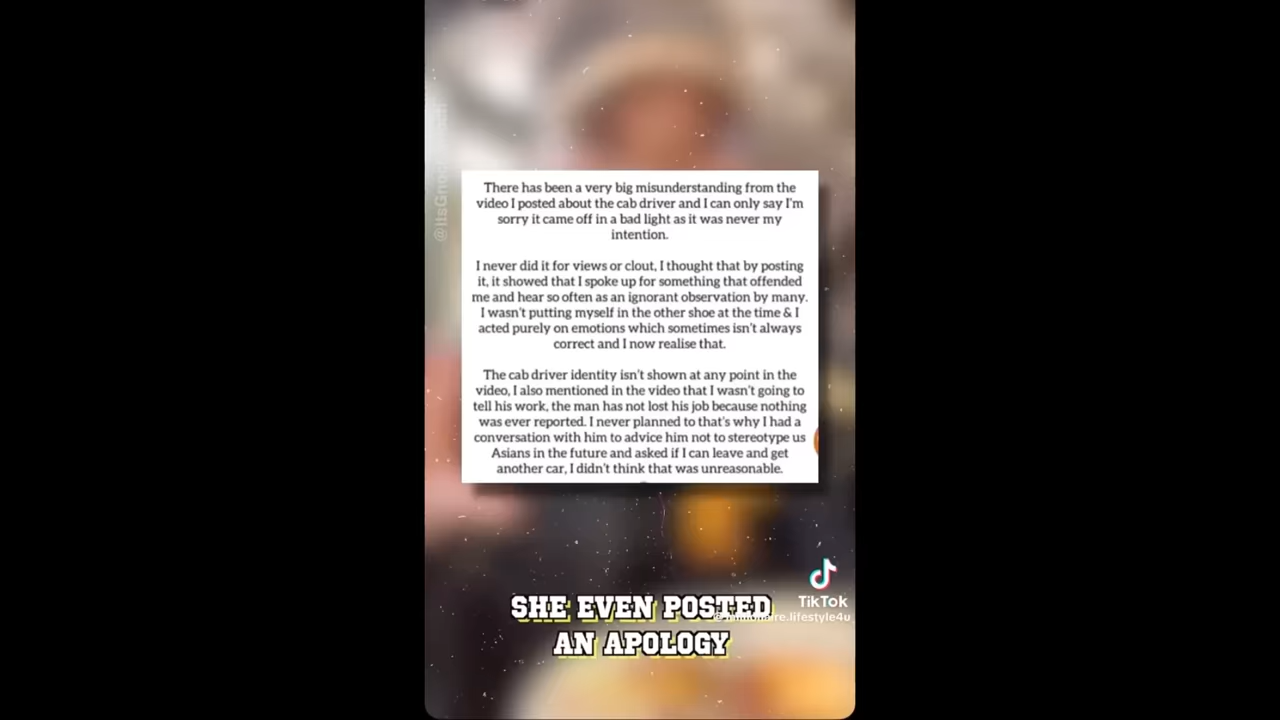 There has been a very big misunderstanding from the
video I posted about the cab driver and I can only say I'm
sorry it came off in a bad light as it was never my
intention.
I never did it for views or clout, I thought that by posting
it, it showed that I spoke up for something that offended
me and hear so often as an ignorant observation by many.
I wasn't putting myself in the other shoe at the time & I
acted purely on emotions which sometimes isn't always
correct and I now realise that.
The cab driver identity isn't shown at any point in the
video, I also mentioned in the video that I wasn't going to
tell his work, the man has not lost his job because nothing
was ever reported. I never planned to that's why I had a
conversation with him to advice him not to stereotype us
Asians in the future and asked if I can leave and get
another car, I didn't think that was unreasonable.
SHE EVEN POSTED
AN APOLOGY
TikTok